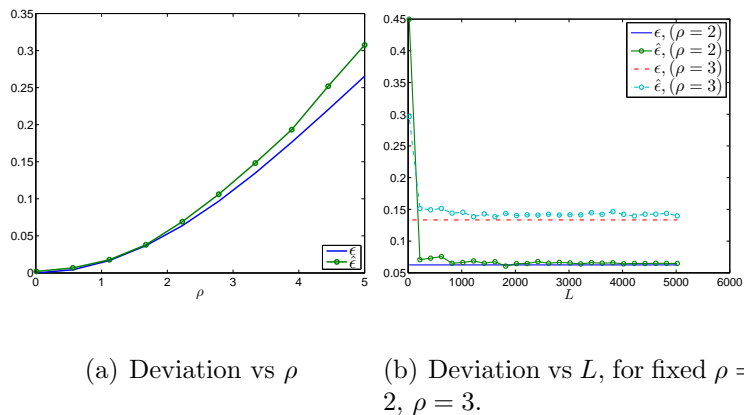 0.35
0.3
0.25
0.2
0.15
0.1
0.05
0
0 1 2 3 4 5
ρ
ϵ
ϵ̂
0.45
0.4
0.35
0.3
0.25
0.2
0.15
0.1
0.05
0 1000 2000 3000 4000 5000 6000
L
ϵ, (ρ = 2)
ϵ̂, (ρ = 2)
ϵ, (ρ = 3)
ϵ̂, (ρ = 3)
(a) Deviation vs ρ
(b) Deviation vs L, for fixed ρ =
2, ρ = 3.